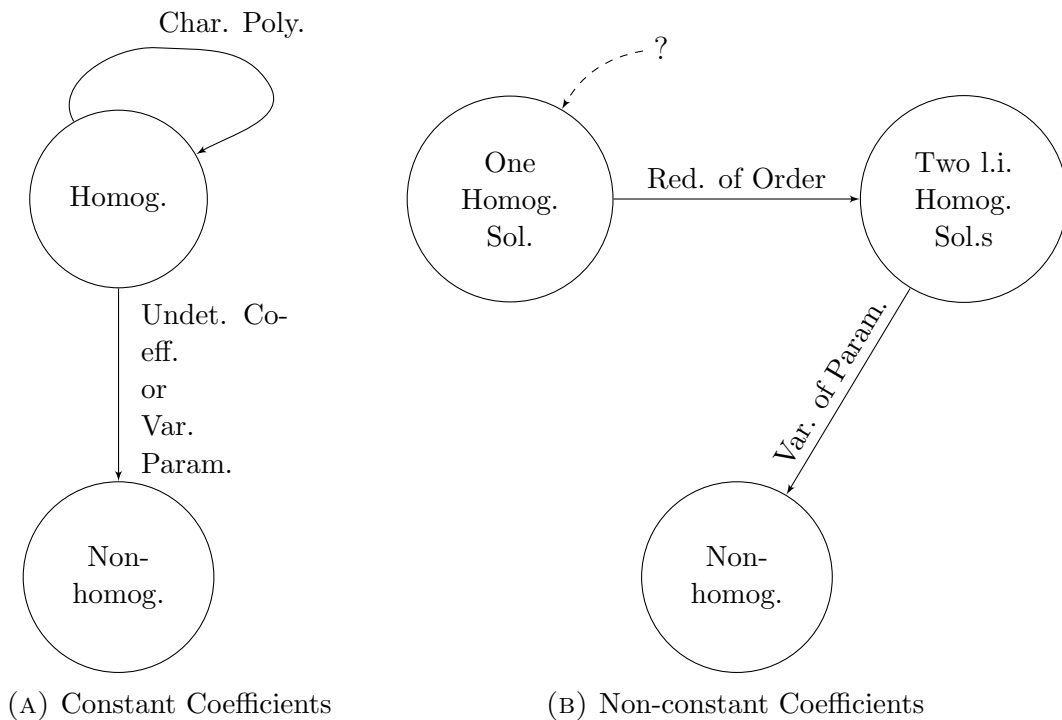 Char. Poly.
Homog.
Undet. Co-
eff.
or
Var.
Param.
Non-
homog.
(A) Constant Coefficients
?
One
Homog.
Sol.
Red. of Order
Two l.i.
Homog.
Sol.s
Var. of Param.
Non-
homog.
(B) Non-constant Coefficients